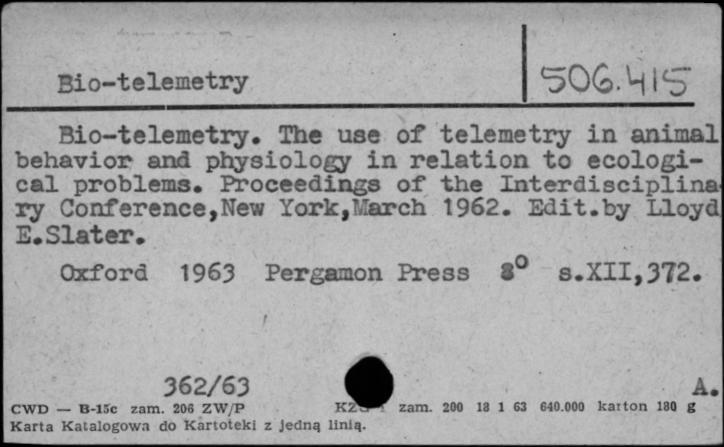 Bio-telemetry
506.415
Bio-telemetry. The use of telemetry in animal
behavior and physiology in relation to ecologi-
cal problems. Proceedings of the Interdisciplina
ry Conference,New York,March 1962. Edit.by Lloyd
E.Slater.
Oxford 1963 Pergamon Press 8° s.XII,372.
362/63
A.
CWD — B-15c zam. 206 ZW/P
zam. 200 18 1 63 640.000 karton 180 g
Karta Katalogowa do Kartoteki z jedną linią.